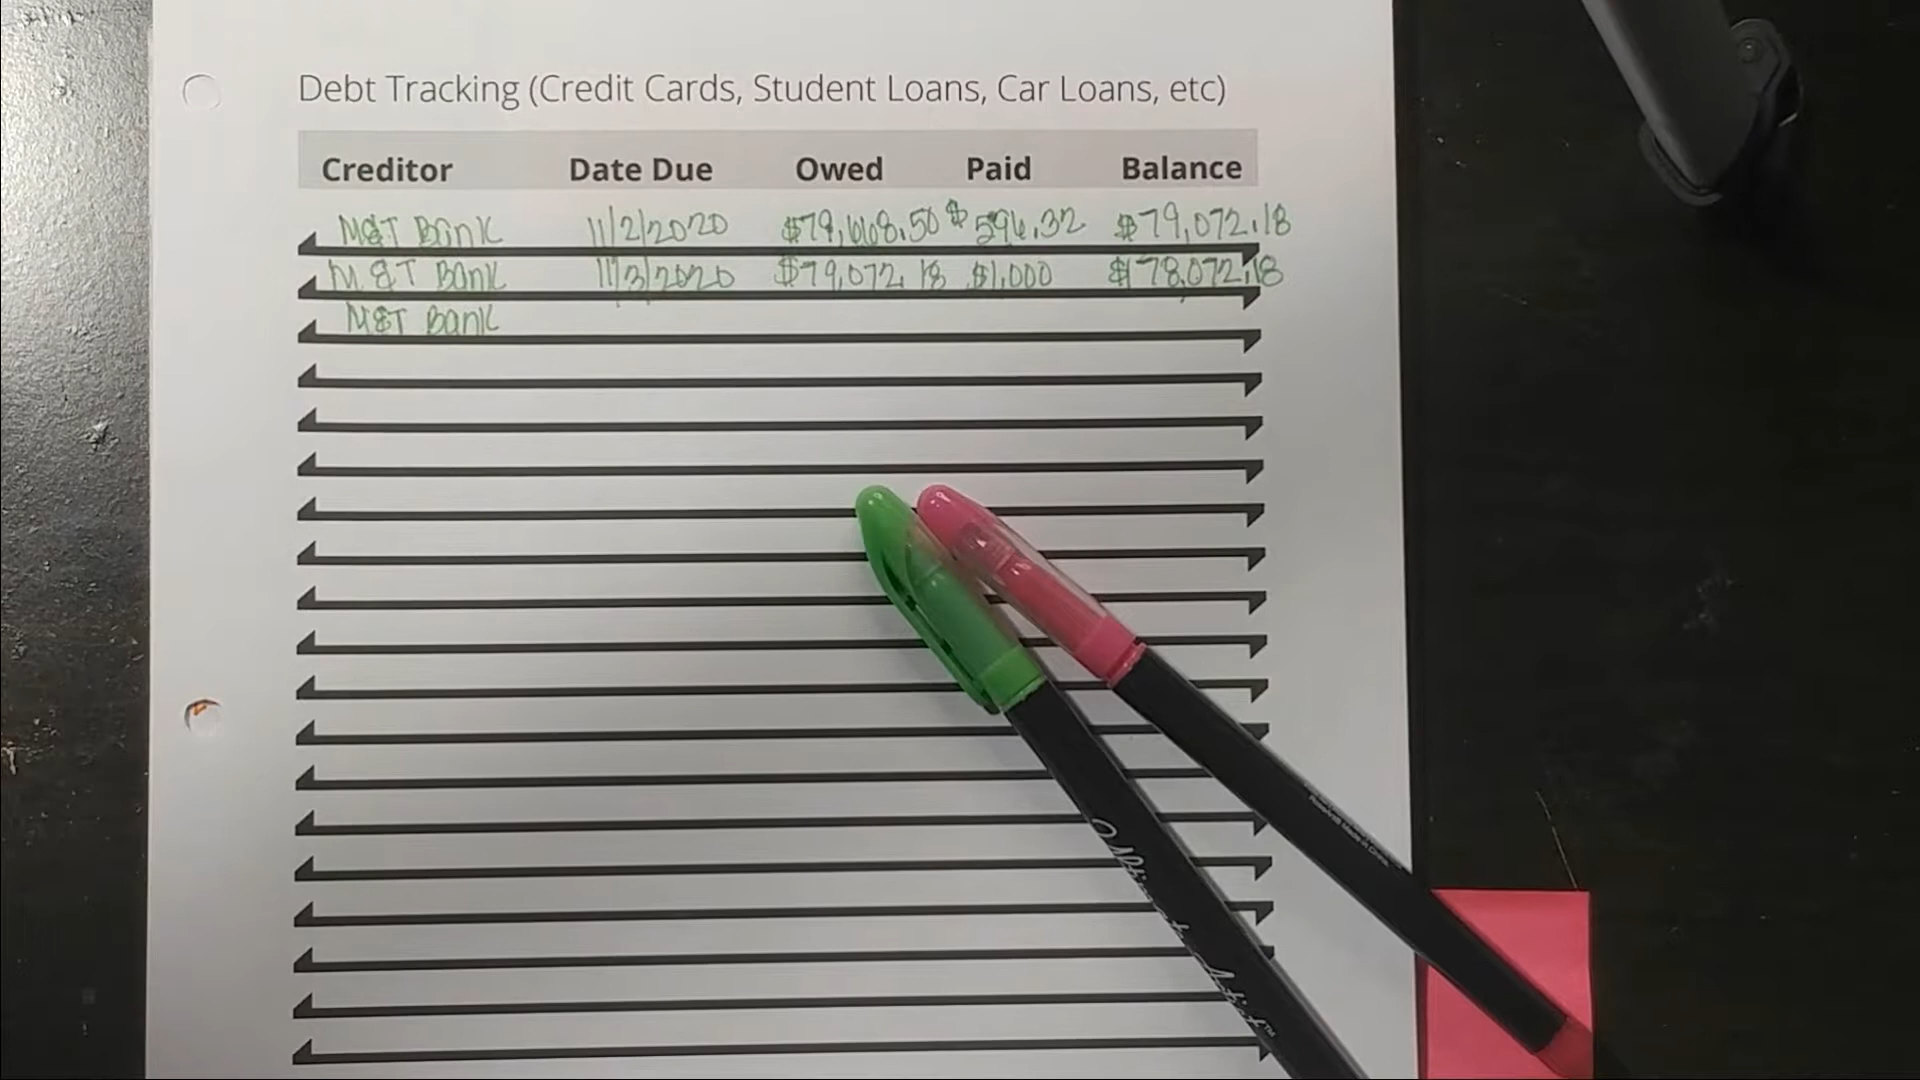 Debt Tracking (Credit Cards, Student Loans, Car Loans, etc)
Creditor Date Due Owed Paid Balance
M&T Bank 11/2/2020 $79,668.50 $596.32 $79,072.18
M&T Bank 11/3/2020 $79,072.18 $1,000 $78,072.18
M&T Bank